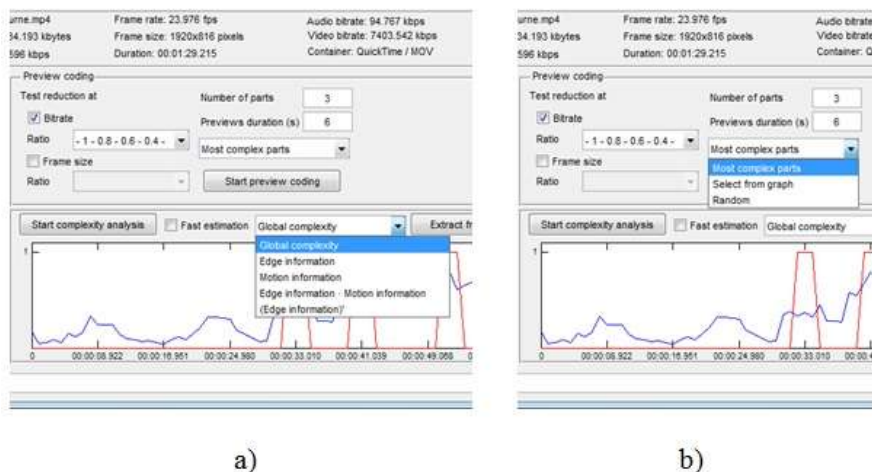 urne.mp4 Frame rate: 23.976 fps Audio bitrate: 94.767 kbps
34.193 kbytes Frame size: 1920x816 pixels Video bitrate: 7403.542 kbps
596 kbps Duration: 00:01:29.215 Container: QuickTime / MOV
Preview coding
Test reduction at Number of parts 3
Bitrate Previews duration (s) 6
Ratio - 1 - 0.8 - 0.6 - 0.4 - Most complex parts
Frame size
Ratio Start preview coding
Start complexity analysis Fast estimation Global complexity Extract fr
Global complexity
Edge information
Motion information
Edge information · Motion information
(Edge information)'
1
0 00:00:08.922 00:00:16.951 00:00:24.980 00:00:33.010 00:00:41.039 00:00:49.068
a)
urne.mp4 Frame rate: 23.976 fps Audio bitrate
34.193 kbytes Frame size: 1920x816 pixels Video bitrate
596 kbps Duration: 00:01:29.215 Container: Q
Preview coding
Test reduction at Number of parts 3
Bitrate Previews duration (s) 6
Ratio - 1 - 0.8 - 0.6 - 0.4 - Most complex parts
Frame size Most complex parts
Ratio Select from graph
Random
Start complexity analysis Fast estimation Global complexity
1
0 00:00:08.922 00:00:16.951 00:00:24.980 00:00:33.010 00:00:4
b)